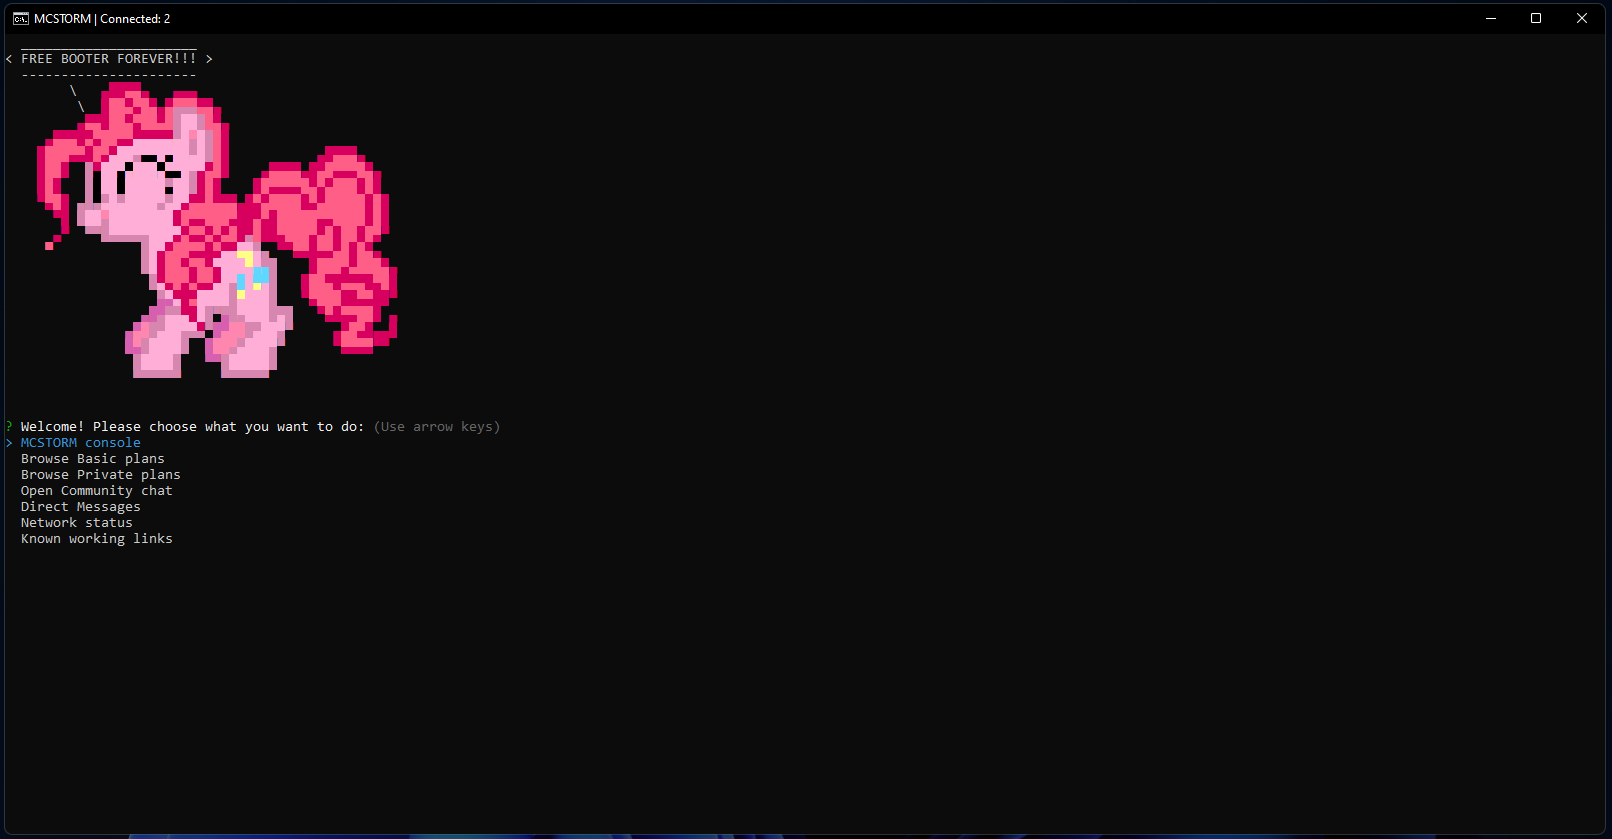 MCSTORM | Connected: 2
______________________
< FREE BOOTER FOREVER!!! >
----------------------
\
\
? Welcome! Please choose what you want to do: (Use arrow keys)
> MCSTORM console
Browse Basic plans
Browse Private plans
Open Community chat
Direct Messages
Network status
Known working links